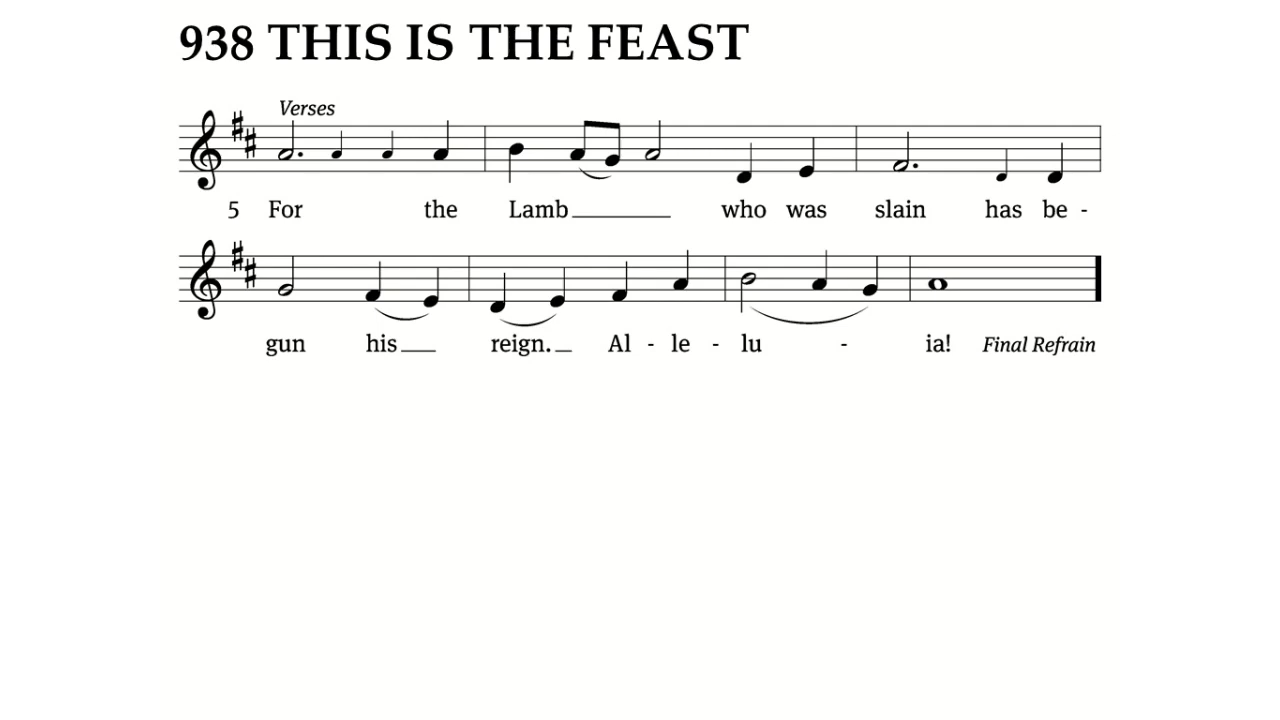 938 THIS IS THE FEAST
Verses
5 For the Lamb who was slain has be -
gun his reign. Al - le - lu - ia! Final Refrain